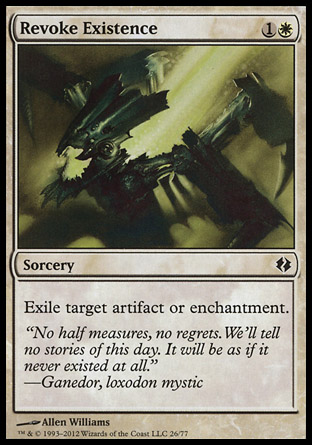 Revoke Existence 1
Sorcery
Exile target artifact or enchantment.
“No half measures, no regrets. We’ll tell
no stories of this day. It will be as if it
never existed at all.”
—Ganedor, loxodon mystic
Allen Williams
™ & © 1993–2012 Wizards of the Coast LLC 26/77